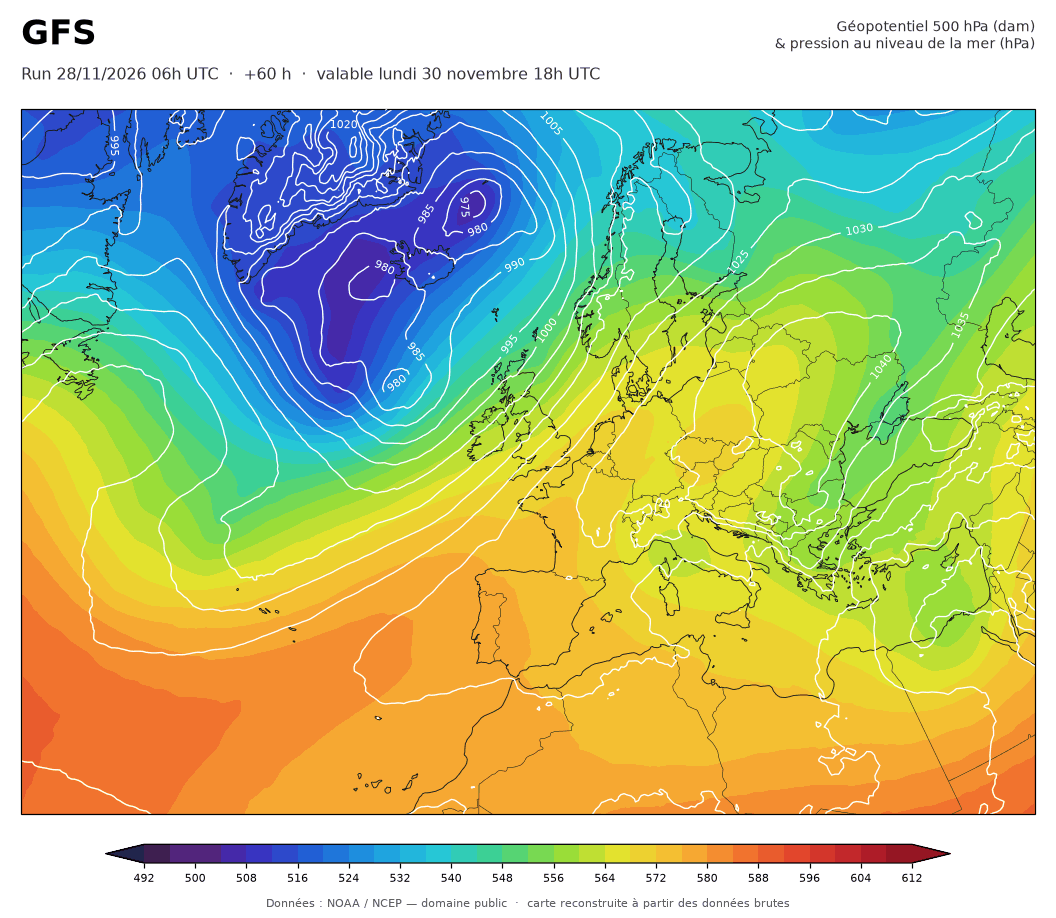 GFS
Géopotentiel 500 hPa (dam)
& pression au niveau de la mer (hPa)
Run 28/11/2026 06h UTC · +60 h · valable lundi 30 novembre 18h UTC
995
1020
1005
975
985
980
980
990
985
980
995
1000
1025
1030
1035
1040
492 500 508 516 524 532 540 548 556 564 572 580 588 596 604 612
Données : NOAA / NCEP — domaine public · carte reconstruite à partir des données brutes